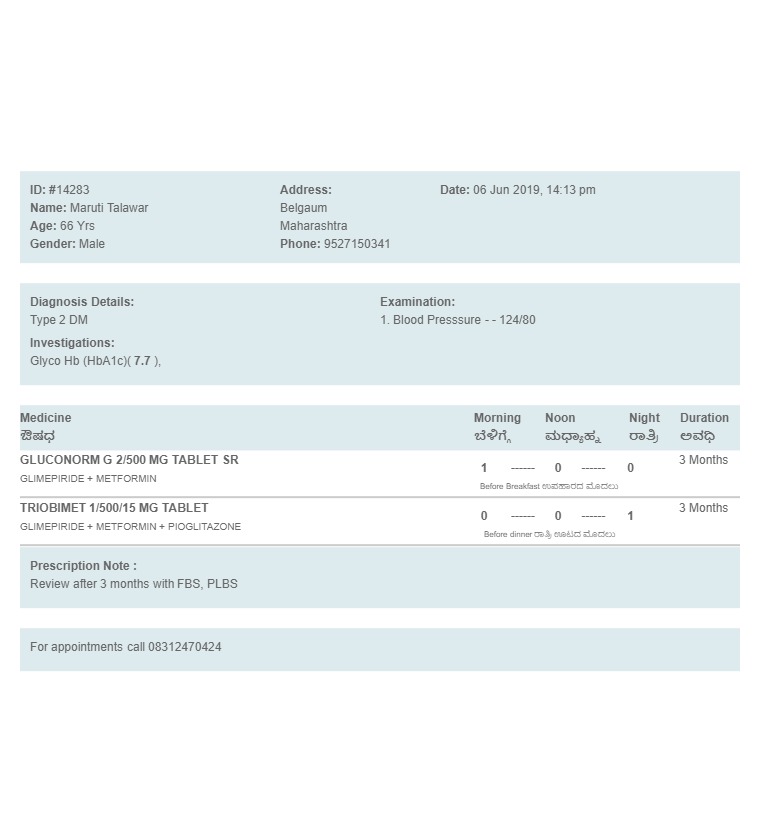 ID: #14283
Name: Maruti Talawar
Age: 66 Yrs
Gender: Male
Address:
Belgaum
Maharashtra
Phone: 9527150341
Date: 06 Jun 2019, 14:13 pm
Diagnosis Details:
Type 2 DM
Investigations:
Glyco Hb (HbA1c)( 7.7 ),
Examination:
1. Blood Presssure - - 124/80
Medicine Morning Noon Night Duration
ಔಷಧ ಬೆಳಿಗ್ಗೆ ಮಧ್ಯಾಹ್ನ ರಾತ್ರಿ ಅವಧಿ
GLUCONORM G 2/500 MG TABLET SR 3 Months
1 ------ 0 ------ 0
GLIMEPIRIDE + METFORMIN
Before Breakfast ಉಪಹಾರದ ಮೊದಲು
TRIOBIMET 1/500/15 MG TABLET 3 Months
0 ------ 0 ------ 1
GLIMEPIRIDE + METFORMIN + PIOGLITAZONE
Before dinner ರಾತ್ರಿ ಊಟದ ಮೊದಲು
Prescription Note :
Review after 3 months with FBS, PLBS
For appointments call 08312470424